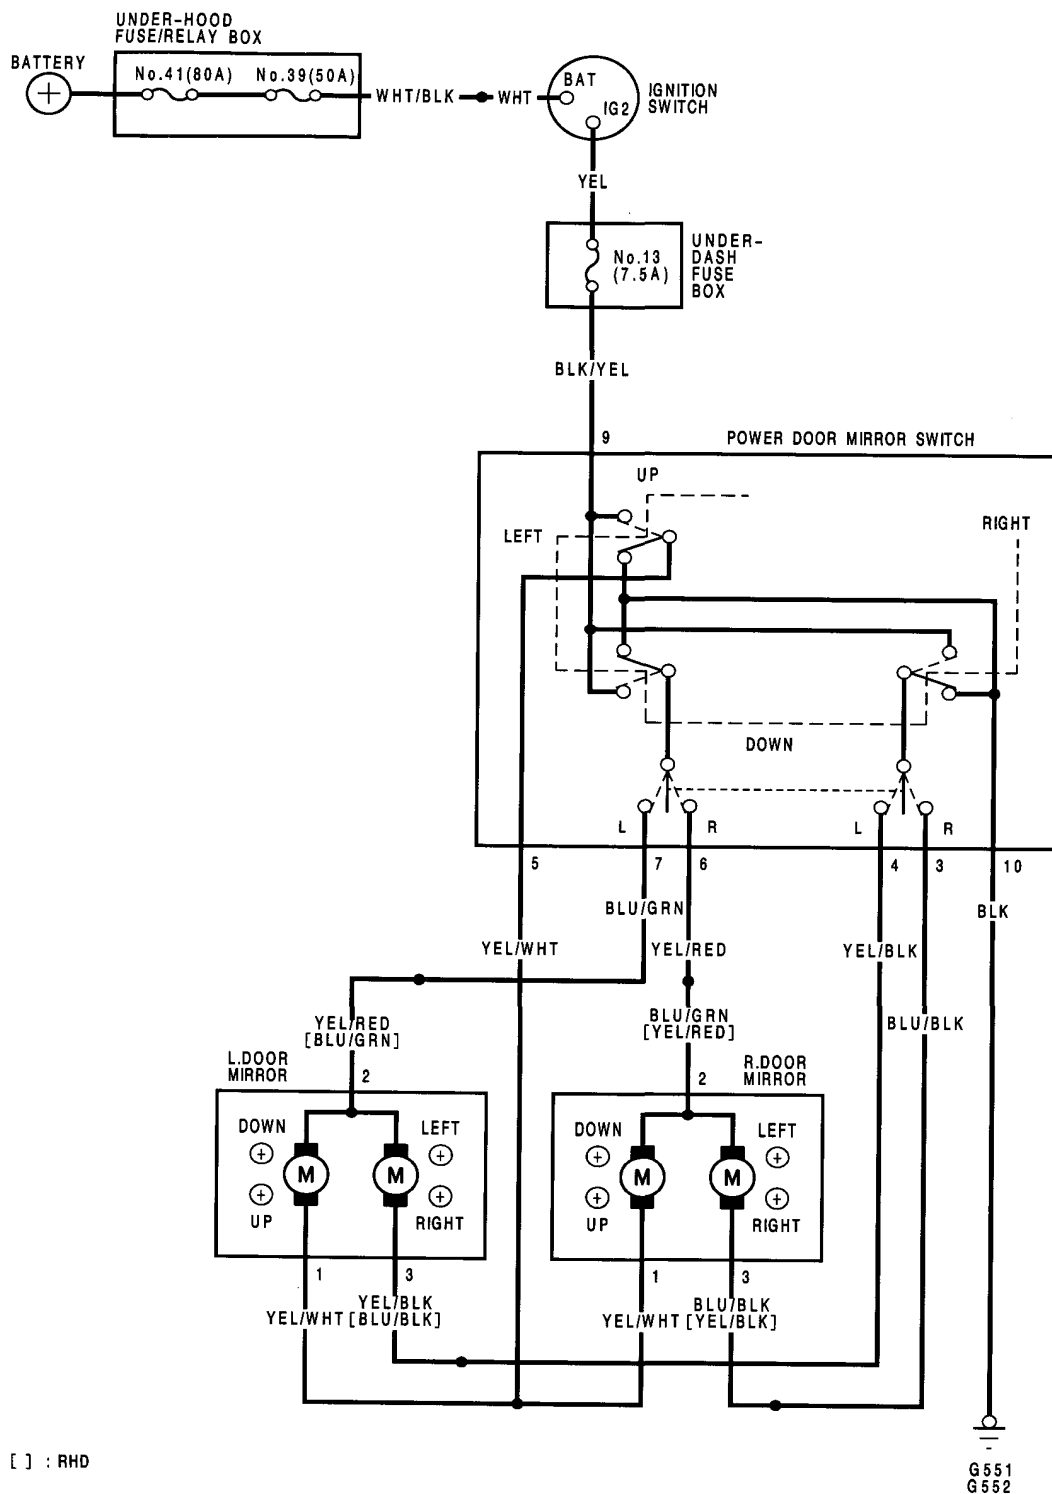 UNDER-HOOD
FUSE/RELAY BOX
BATTERY
No.41(80A)
No.39(50A)
WHT/BLK
WHT
BAT
IG2
IGNITION
SWITCH
YEL
No.13
(7.5A)
UNDER-
DASH
FUSE
BOX
BLK/YEL
9
POWER DOOR MIRROR SWITCH
UP
LEFT
RIGHT
DOWN
L
R
L
R
5
7
6
4
3
10
BLU/GRN
BLK
YEL/WHT
YEL/RED
YEL/BLK
YEL/RED
[BLU/GRN]
BLU/GRN
[YEL/RED]
BLU/BLK
L.DOOR
MIRROR
2
R.DOOR
MIRROR
2
DOWN
LEFT
M
M
UP
RIGHT
DOWN
LEFT
M
M
UP
RIGHT
1
3
1
3
YEL/BLK
YEL/WHT [BLU/BLK]
BLU/BLK
YEL/WHT [YEL/BLK]
[ ] : RHD
G551
G552